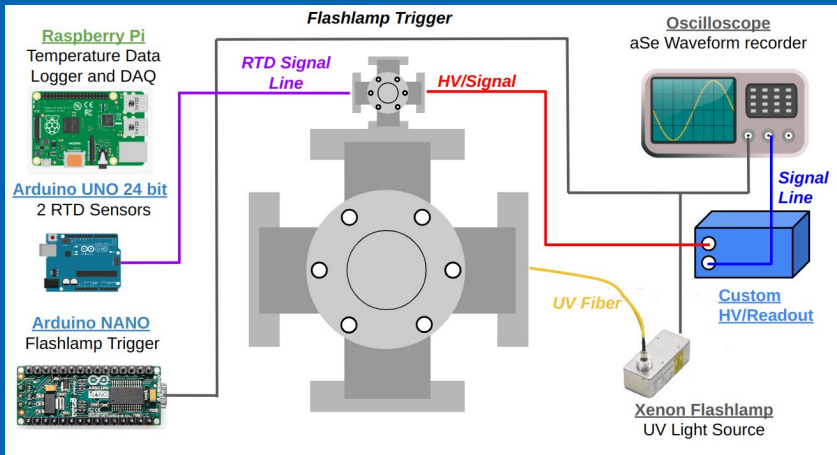 Flashlamp Trigger
Raspberry Pi
Temperature Data
Logger and DAQ
RTD Signal
Line
HV/Signal
Oscilloscope
aSe Waveform recorder
Arduino UNO 24 bit
2 RTD Sensors
Signal
Line
Arduino NANO
Flashlamp Trigger
UV Fiber
Custom
HV/Readout
Xenon Flashlamp
UV Light Source